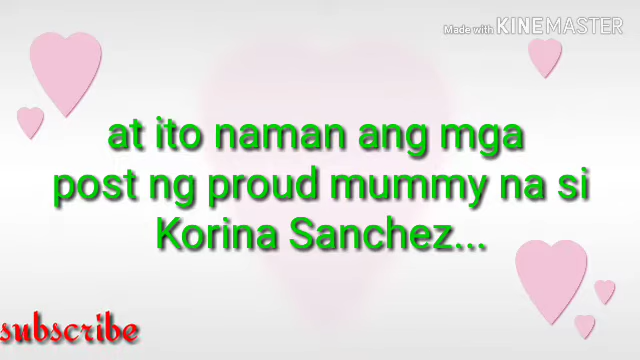 Made with KINEMASTER
at ito naman ang mga
post ng proud mummy na si
Korina Sanchez...
subscribe